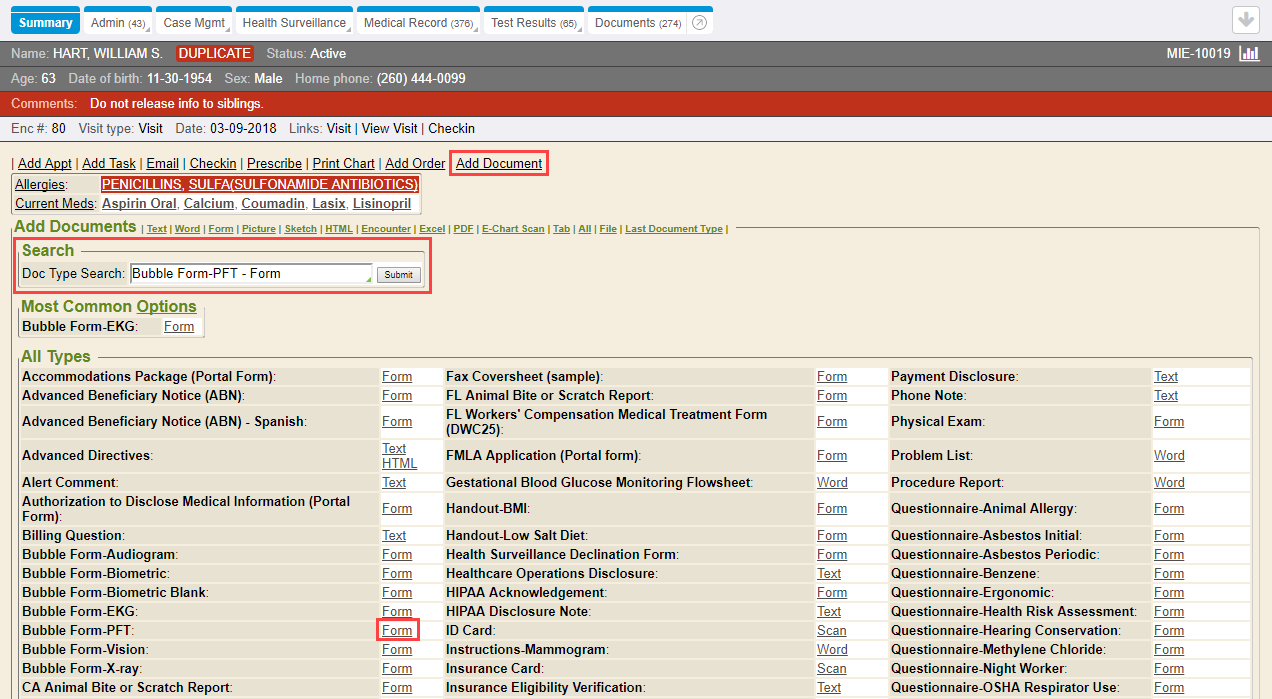 Summary Admin (43) Case Mgmt Health Surveillance Medical Record (376) Test Results (65) Documents (274)
Name: HART, WILLIAM S. DUPLICATE Status: Active MIE-10019
Age: 63 Date of birth: 11-30-1954 Sex: Male Home phone: (260) 444-0099
Comments: Do not release info to siblings.
Enc #: 80 Visit type: Visit Date: 03-09-2018 Links: Visit | View Visit | Checkin
| Add Appt | Add Task | Email | Checkin | Prescribe | Print Chart | Add Order Add Document
Allergies: PENICILLINS, SULFA(SULFONAMIDE ANTIBIOTICS)
Current Meds: Aspirin Oral, Calcium, Coumadin, Lasix, Lisinopril
Add Documents | Text | Word | Form | Picture | Sketch | HTML | Encounter | Excel | PDF | E-Chart Scan | Tab | All | File | Last Document Type |
Search
Doc Type Search: Bubble Form-PFT - Form Submit
Most Common Options
Bubble Form-EKG: Form
All Types
Accommodations Package (Portal Form): Form Fax Coversheet (sample): Form Payment Disclosure: Text
Advanced Beneficiary Notice (ABN): Form FL Animal Bite or Scratch Report: Form Phone Note: Text
Advanced Beneficiary Notice (ABN) - Spanish: Form FL Workers' Compensation Medical Treatment Form
(DWC25): Form Physical Exam: Form
Advanced Directives: Text
HTML FMLA Application (Portal form): Form Problem List: Word
Alert Comment: Text Gestational Blood Glucose Monitoring Flowsheet: Word Procedure Report: Word
Authorization to Disclose Medical Information (Portal
Form): Form Handout-BMI: Form Questionnaire-Animal Allergy: Form
Billing Question: Text Handout-Low Salt Diet: Form Questionnaire-Asbestos Initial: Form
Bubble Form-Audiogram: Form Health Surveillance Declination Form: Form Questionnaire-Asbestos Periodic: Form
Bubble Form-Biometric: Form Healthcare Operations Disclosure: Text Questionnaire-Benzene: Form
Bubble Form-Biometric Blank: Form HIPAA Acknowledgement: Form Questionnaire-Ergonomic: Form
Bubble Form-EKG: Form HIPAA Disclosure Note: Text Questionnaire-Health Risk Assessment: Form
Bubble Form-PFT: Form ID Card: Scan Questionnaire-Hearing Conservation: Form
Bubble Form-Vision: Form Instructions-Mammogram: Word Questionnaire-Methylene Chloride: Form
Bubble Form-X-ray: Form Insurance Card: Scan Questionnaire-Night Worker: Form
CA Animal Bite or Scratch Report: Form Insurance Eligibility Verification: Text Questionnaire-OSHA Respirator Use: Form